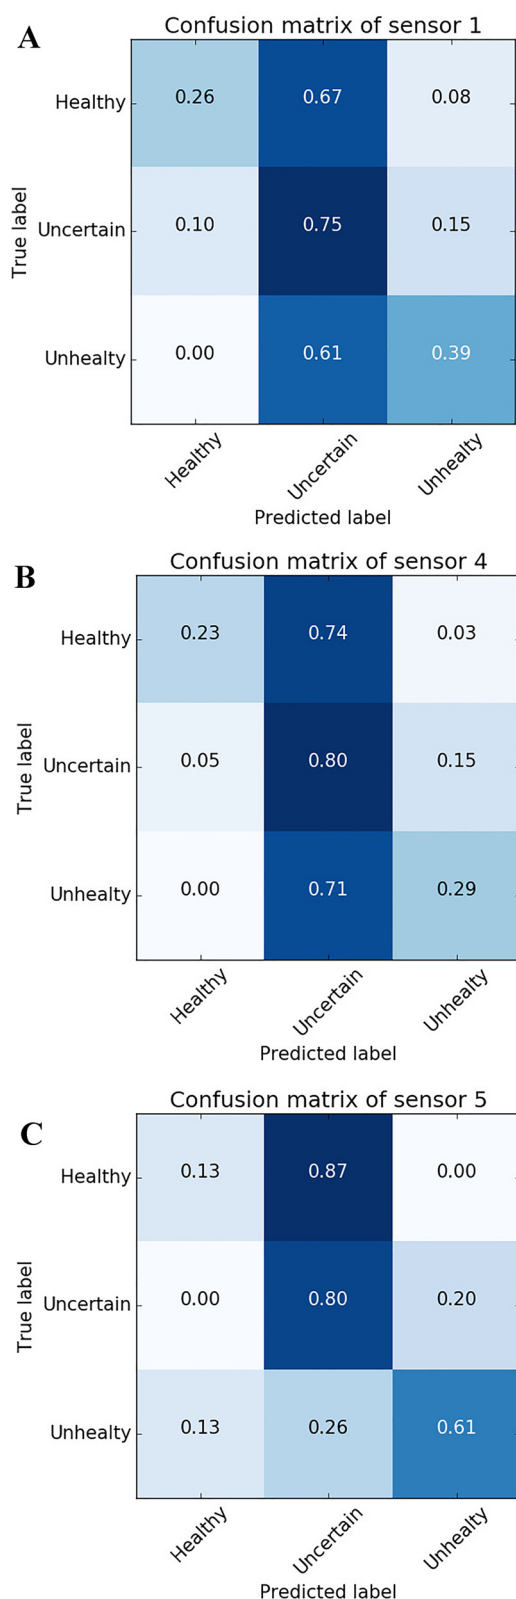 A
Confusion matrix of sensor 1
True label
Healthy 0.26 0.67 0.08
Uncertain 0.10 0.75 0.15
Unhealty 0.00 0.61 0.39
Healthy Uncertain Unhealthy
Predicted label
B
Confusion matrix of sensor 4
True label
Healthy 0.23 0.74 0.03
Uncertain 0.05 0.80 0.15
Unhealty 0.00 0.71 0.29
Healthy Uncertain Unhealthy
Predicted label
C
Confusion matrix of sensor 5
True label
Healthy 0.13 0.87 0.00
Uncertain 0.00 0.80 0.20
Unhealty 0.13 0.26 0.61
Healthy Uncertain Unhealthy
Predicted label